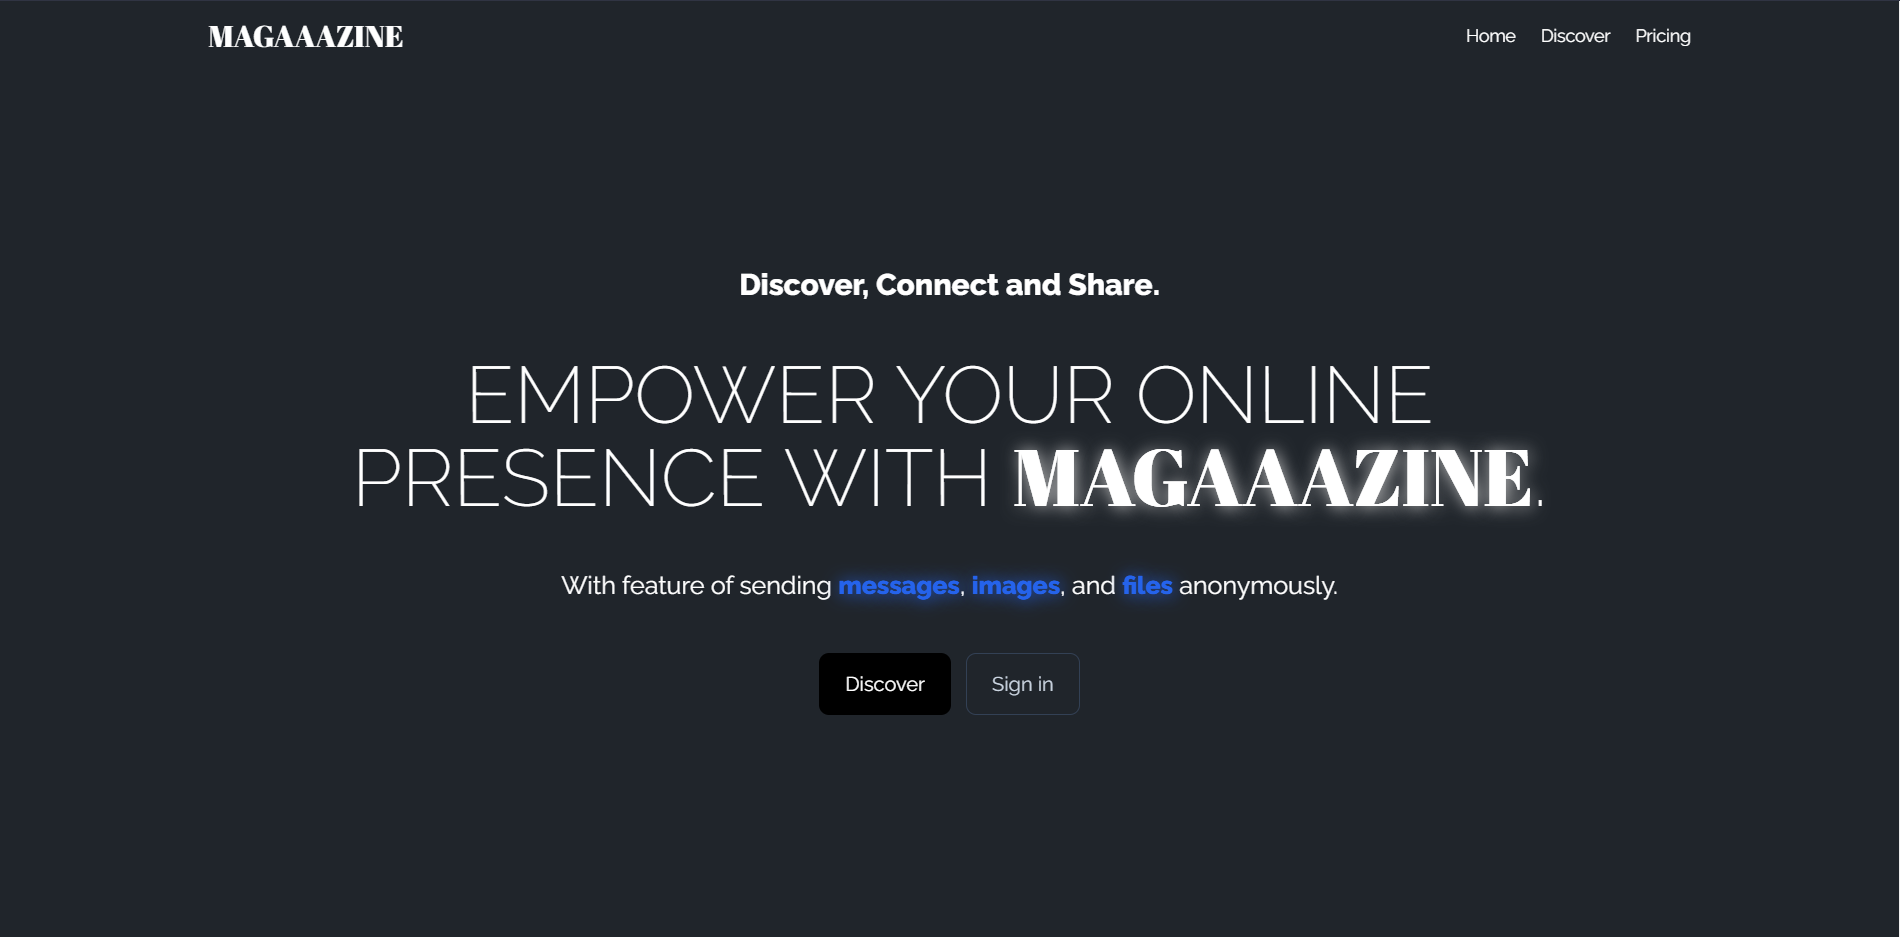 MAGAAAZINE
Home Discover Pricing
Discover, Connect and Share.
EMPOWER YOUR ONLINE
PRESENCE WITH MAGAAAZINE.
With feature of sending messages, images, and files anonymously.
Discover Sign in